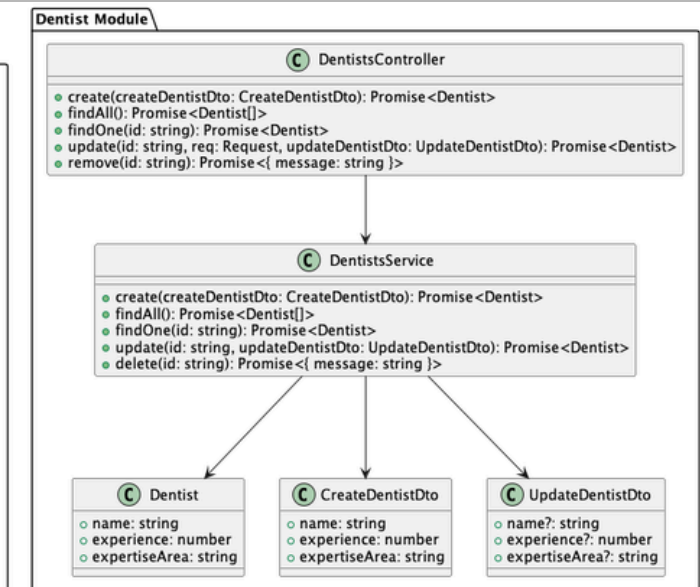 Dentist Module
C DentistsController
create(createDentistDto: CreateDentistDto): Promise<Dentist>
findAll(): Promise<Dentist[]>
findOne(id: string): Promise<Dentist>
update(id: string, req: Request, updateDentistDto: UpdateDentistDto): Promise<Dentist>
remove(id: string): Promise<{ message: string }>
C DentistsService
create(createDentistDto: CreateDentistDto): Promise<Dentist>
findAll(): Promise<Dentist[]>
findOne(id: string): Promise<Dentist>
update(id: string, updateDentistDto: UpdateDentistDto): Promise<Dentist>
delete(id: string): Promise<{ message: string }>
C Dentist
name: string
experience: number
expertiseArea: string
C CreateDentistDto
name: string
experience: number
expertiseArea: string
C UpdateDentistDto
name?: string
experience?: number
expertiseArea?: string